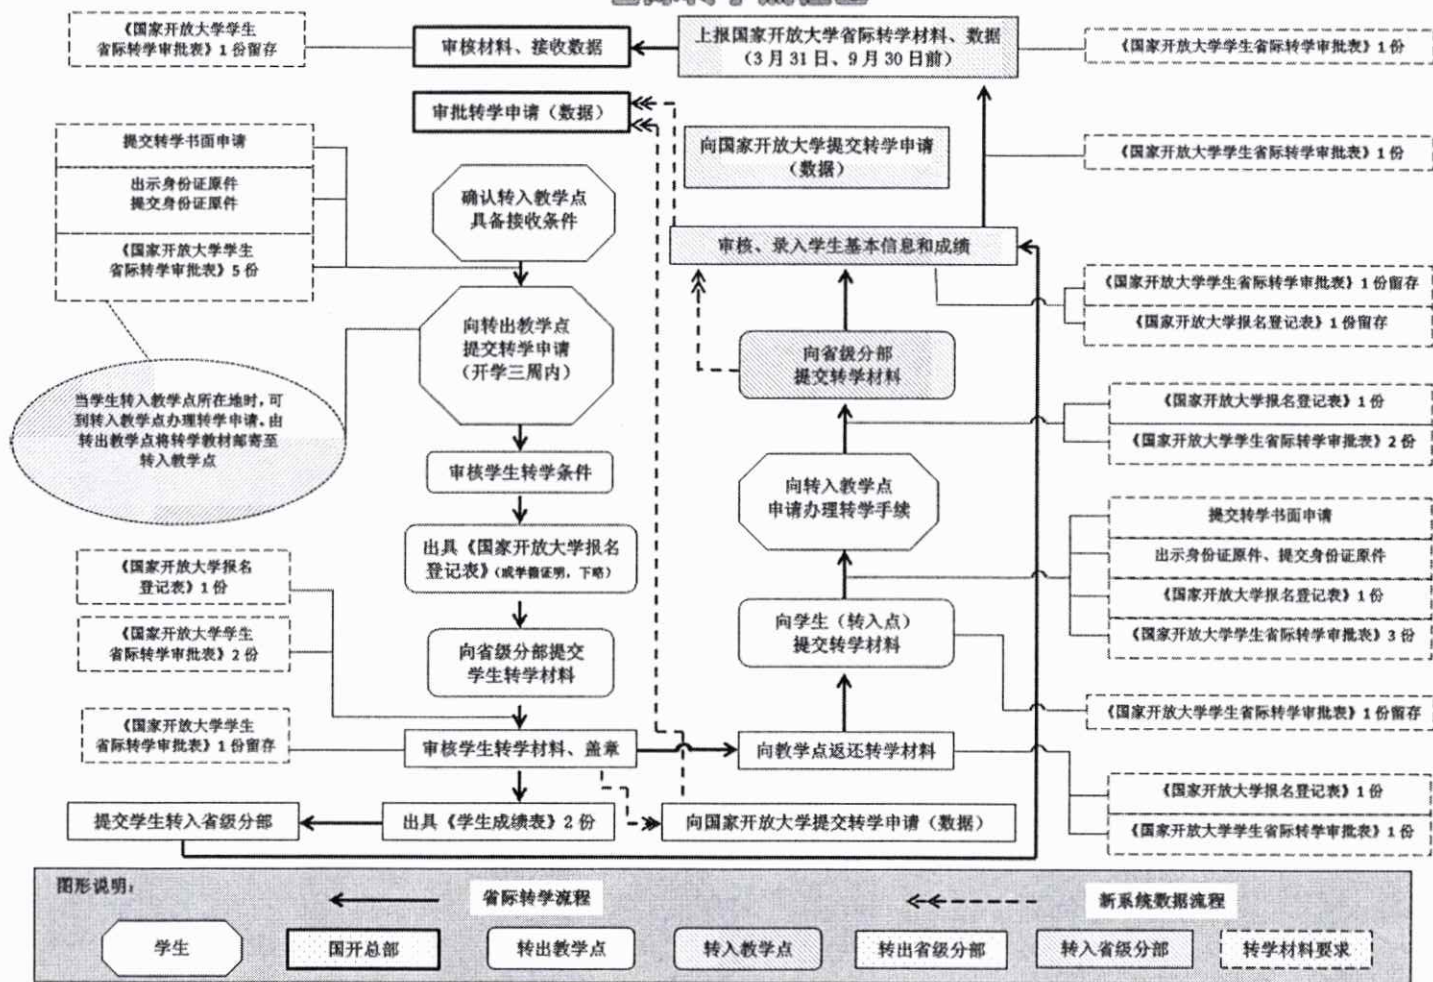 《国家开放大学学生
省际转学审批表》1份留存
审核材料、接收数据
上报国家开放大学省际转学材料、数据
（3月31日、9月30日前）
《国家开放大学学生省际转学审批表》1份
审批转学申请（数据）
向国家开放大学提交转学申请
（数据）
《国家开放大学学生省际转学审批表》1份
提交转学书面申请
出示身份证原件
提交身份证原件
《国家开放大学学生
省际转学审批表》5份
确认转入教学点
具备接收条件
审核、录入学生基本信息和成绩
《国家开放大学学生省际转学审批表》1份留存
《国家开放大学报名登记表》1份留存
向转出教学点
提交转学申请
（开学三周内）
向省级分部
提交转学材料
当学生转入教学点所在地时，可
到转入教学点办理转学申请，由
转出教学点将转学教材邮寄至
转入教学点
《国家开放大学报名登记表》1份
《国家开放大学学生省际转学审批表》2份
审核学生转学条件
向转入教学点
申请办理转学手续
提交转学书面申请
出示身份证原件、提交身份证原件
《国家开放大学报名登记表》1份
《国家开放大学学生省际转学审批表》3份
出具《国家开放大学报名
登记表》（或学籍证明，下略）
《国家开放大学报名
登记表》1份
《国家开放大学学生
省际转学审批表》2份
向省级分部提交
学生转学材料
向学生（转入点）
提交转学材料
《国家开放大学学生省际转学审批表》1份留存
《国家开放大学学生
省际转学审批表》1份留存
审核学生转学材料、盖章
向教学点返还转学材料
《国家开放大学报名登记表》1份
《国家开放大学学生省际转学审批表》1份
提交学生转入省级分部
出具《学生成绩表》2份
向国家开放大学提交转学申请（数据）
图形说明：
省际转学流程
新系统数据流程
学生
国开总部
转出教学点
转入教学点
转出省级分部
转入省级分部
转学材料要求